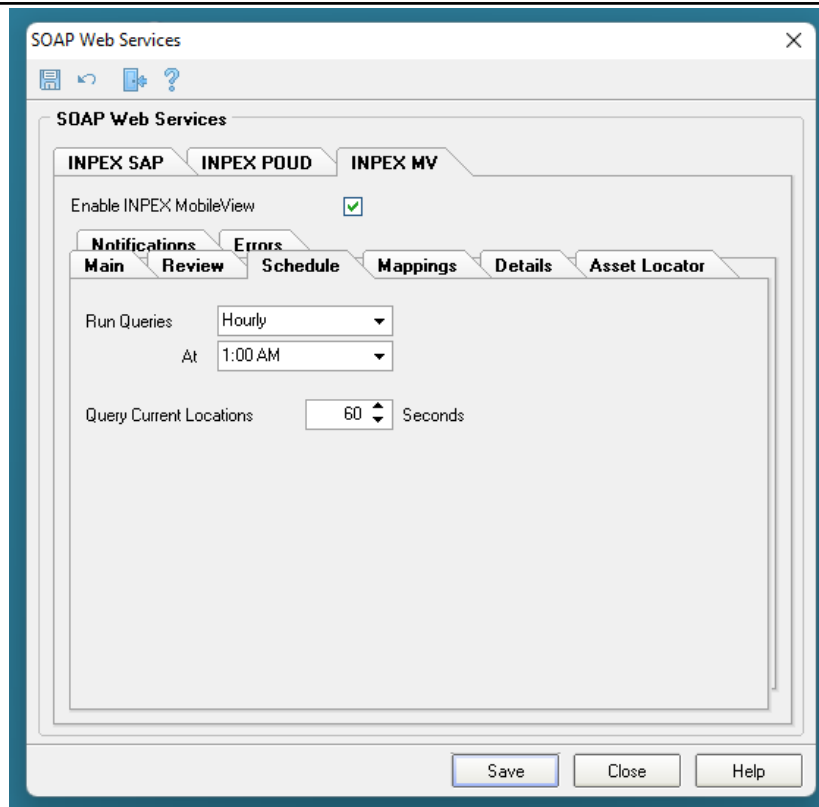 SOAP Web Services
SOAP Web Services
INPEX SAP INPEX POUD INPEX MV
Enable INPEX MobileView
Notifications Errors
Main Review Schedule Mappings Details Asset Locator
Run Queries Hourly
At 1:00 AM
Query Current Locations 60 Seconds
Save Close Help